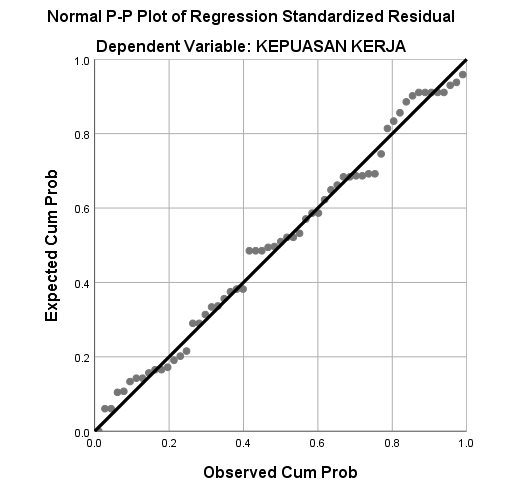 Normal P-P Plot of Regression Standardized Residual
Dependent Variable: KEPUASAN KERJA
Expected Cum Prob
1.0
0.8
0.6
0.4
0.2
0.0
0.0 0.2 0.4 0.6 0.8 1.0
Observed Cum Prob